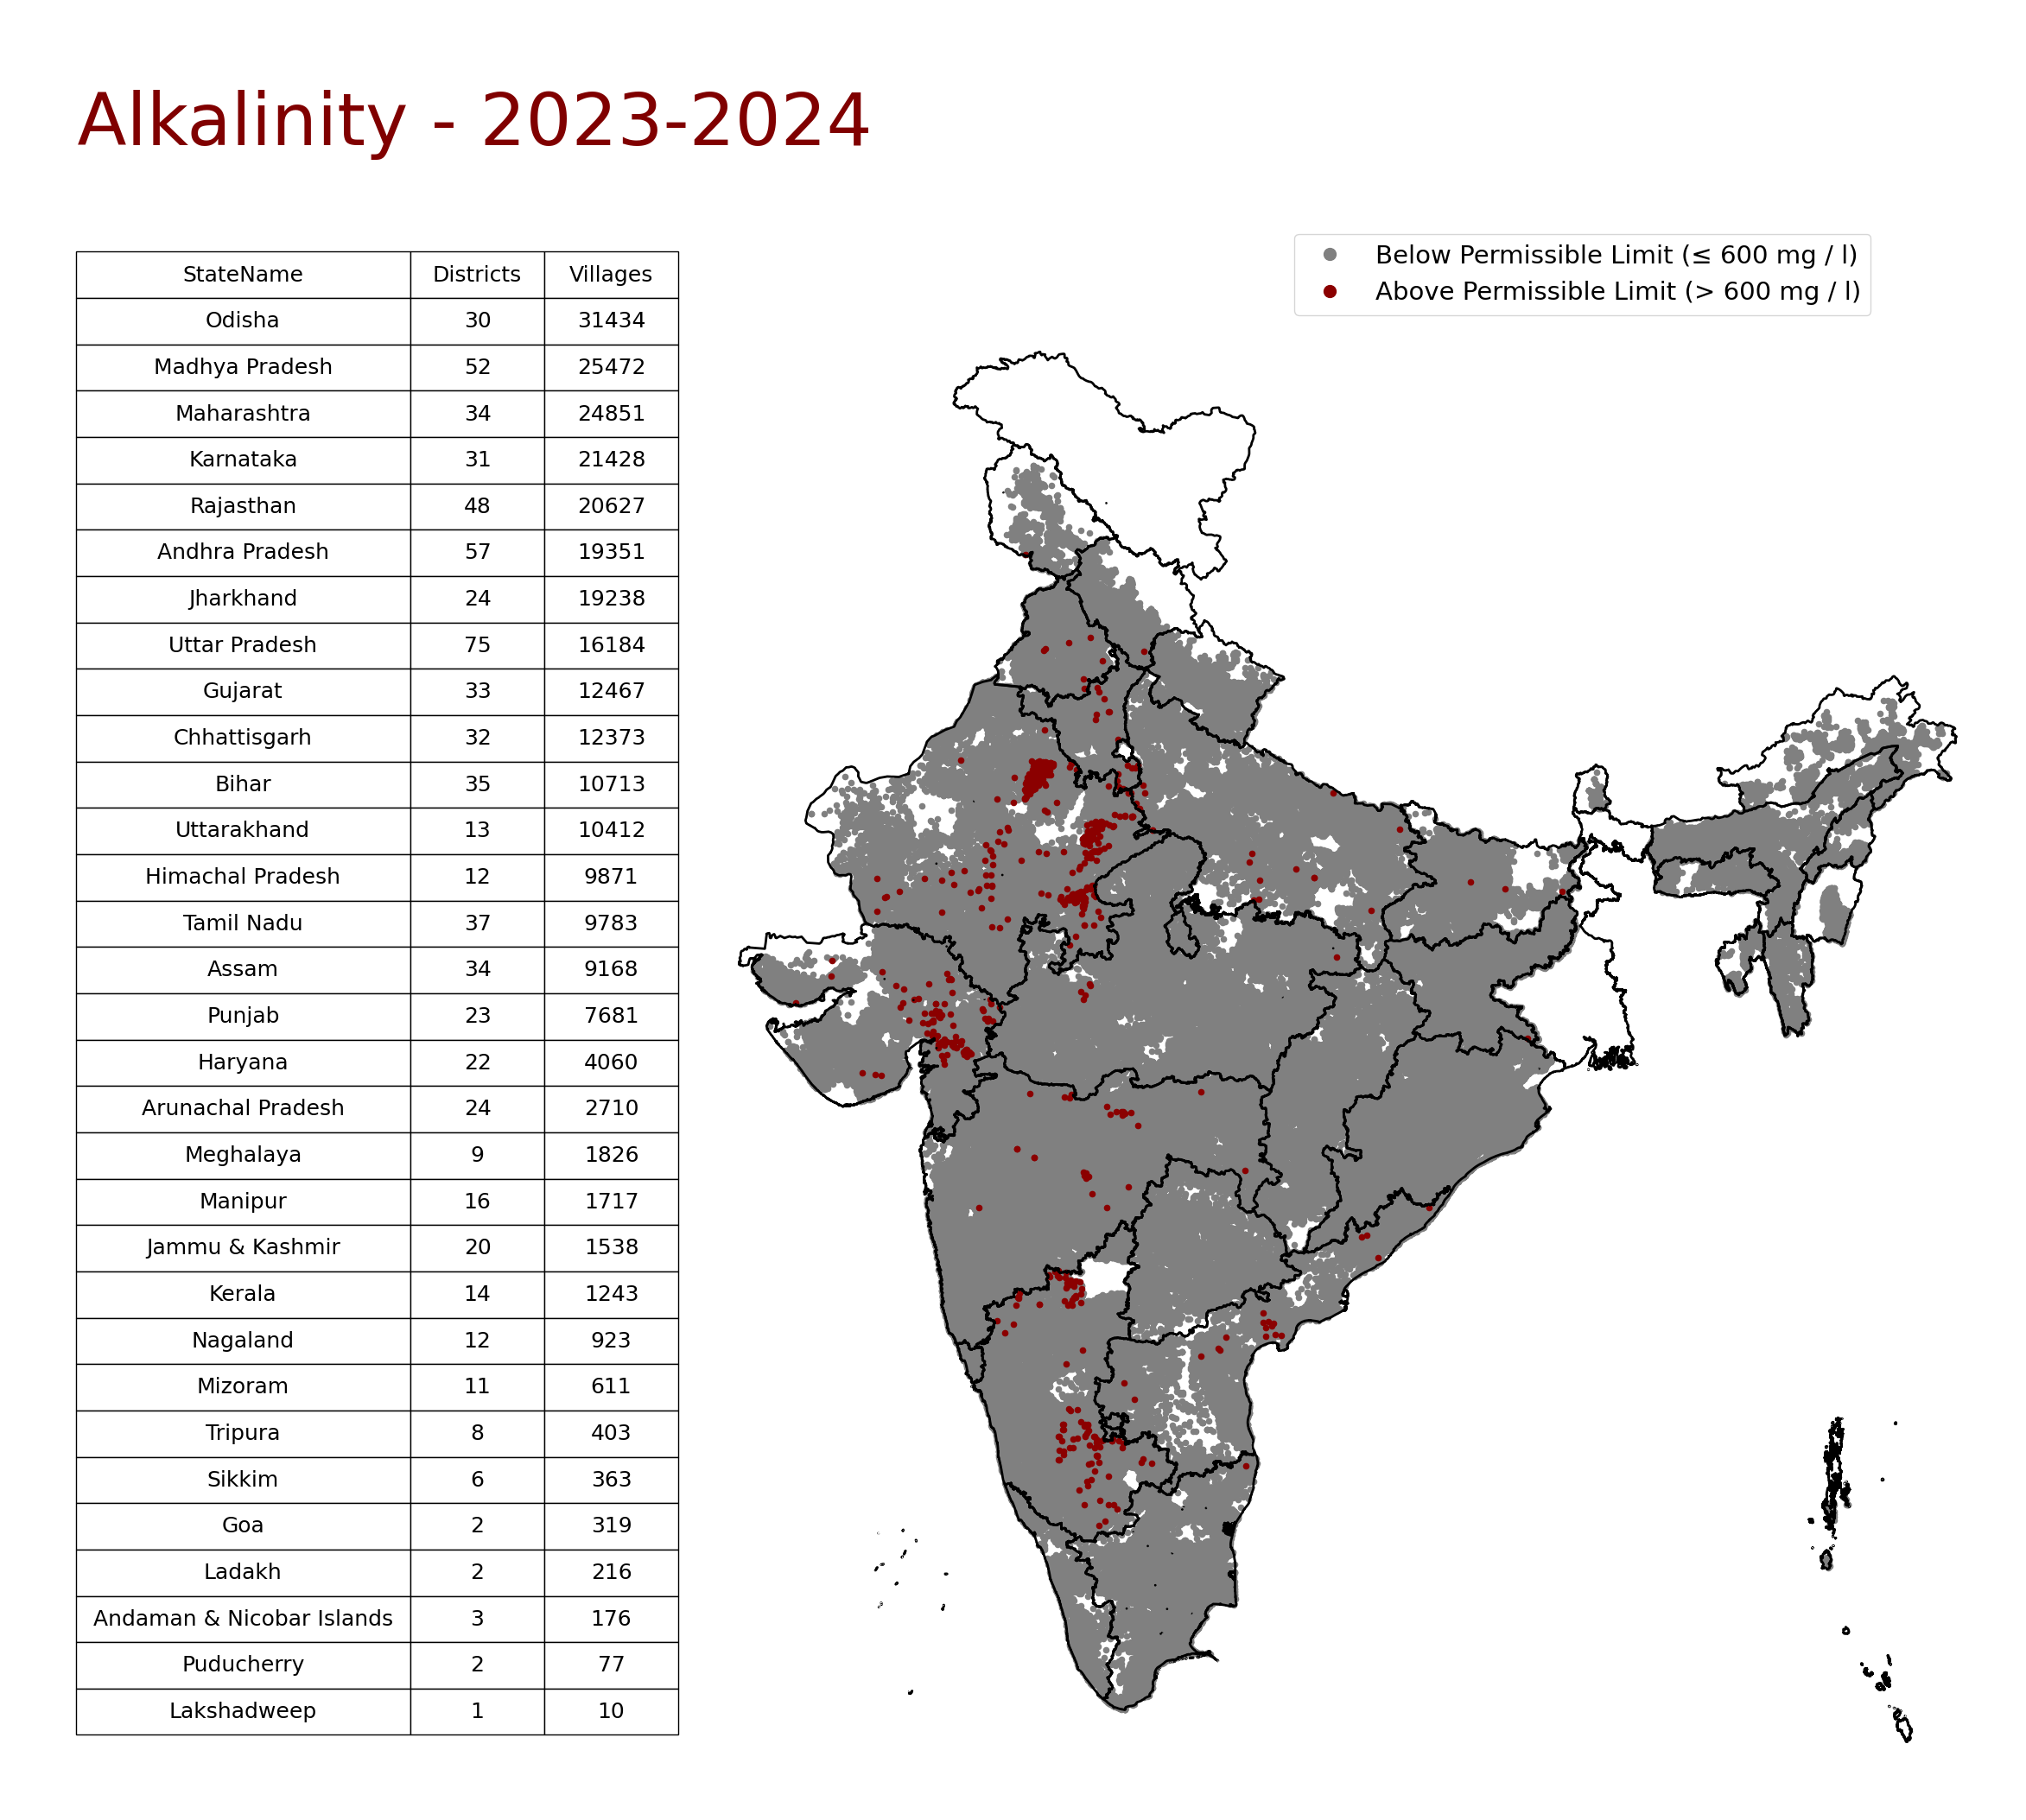 Alkalinity - 2023-2024
Below Permissible Limit (≤ 600 mg / l)
Above Permissible Limit (> 600 mg / l)
StateName Districts Villages
Odisha 30 31434
Madhya Pradesh 52 25472
Maharashtra 34 24851
Karnataka 31 21428
Rajasthan 48 20627
Andhra Pradesh 57 19351
Jharkhand 24 19238
Uttar Pradesh 75 16184
Gujarat 33 12467
Chhattisgarh 32 12373
Bihar 35 10713
Uttarakhand 13 10412
Himachal Pradesh 12 9871
Tamil Nadu 37 9783
Assam 34 9168
Punjab 23 7681
Haryana 22 4060
Arunachal Pradesh 24 2710
Meghalaya 9 1826
Manipur 16 1717
Jammu & Kashmir 20 1538
Kerala 14 1243
Nagaland 12 923
Mizoram 11 611
Tripura 8 403
Sikkim 6 363
Goa 2 319
Ladakh 2 216
Andaman & Nicobar Islands 3 176
Puducherry 2 77
Lakshadweep 1 10